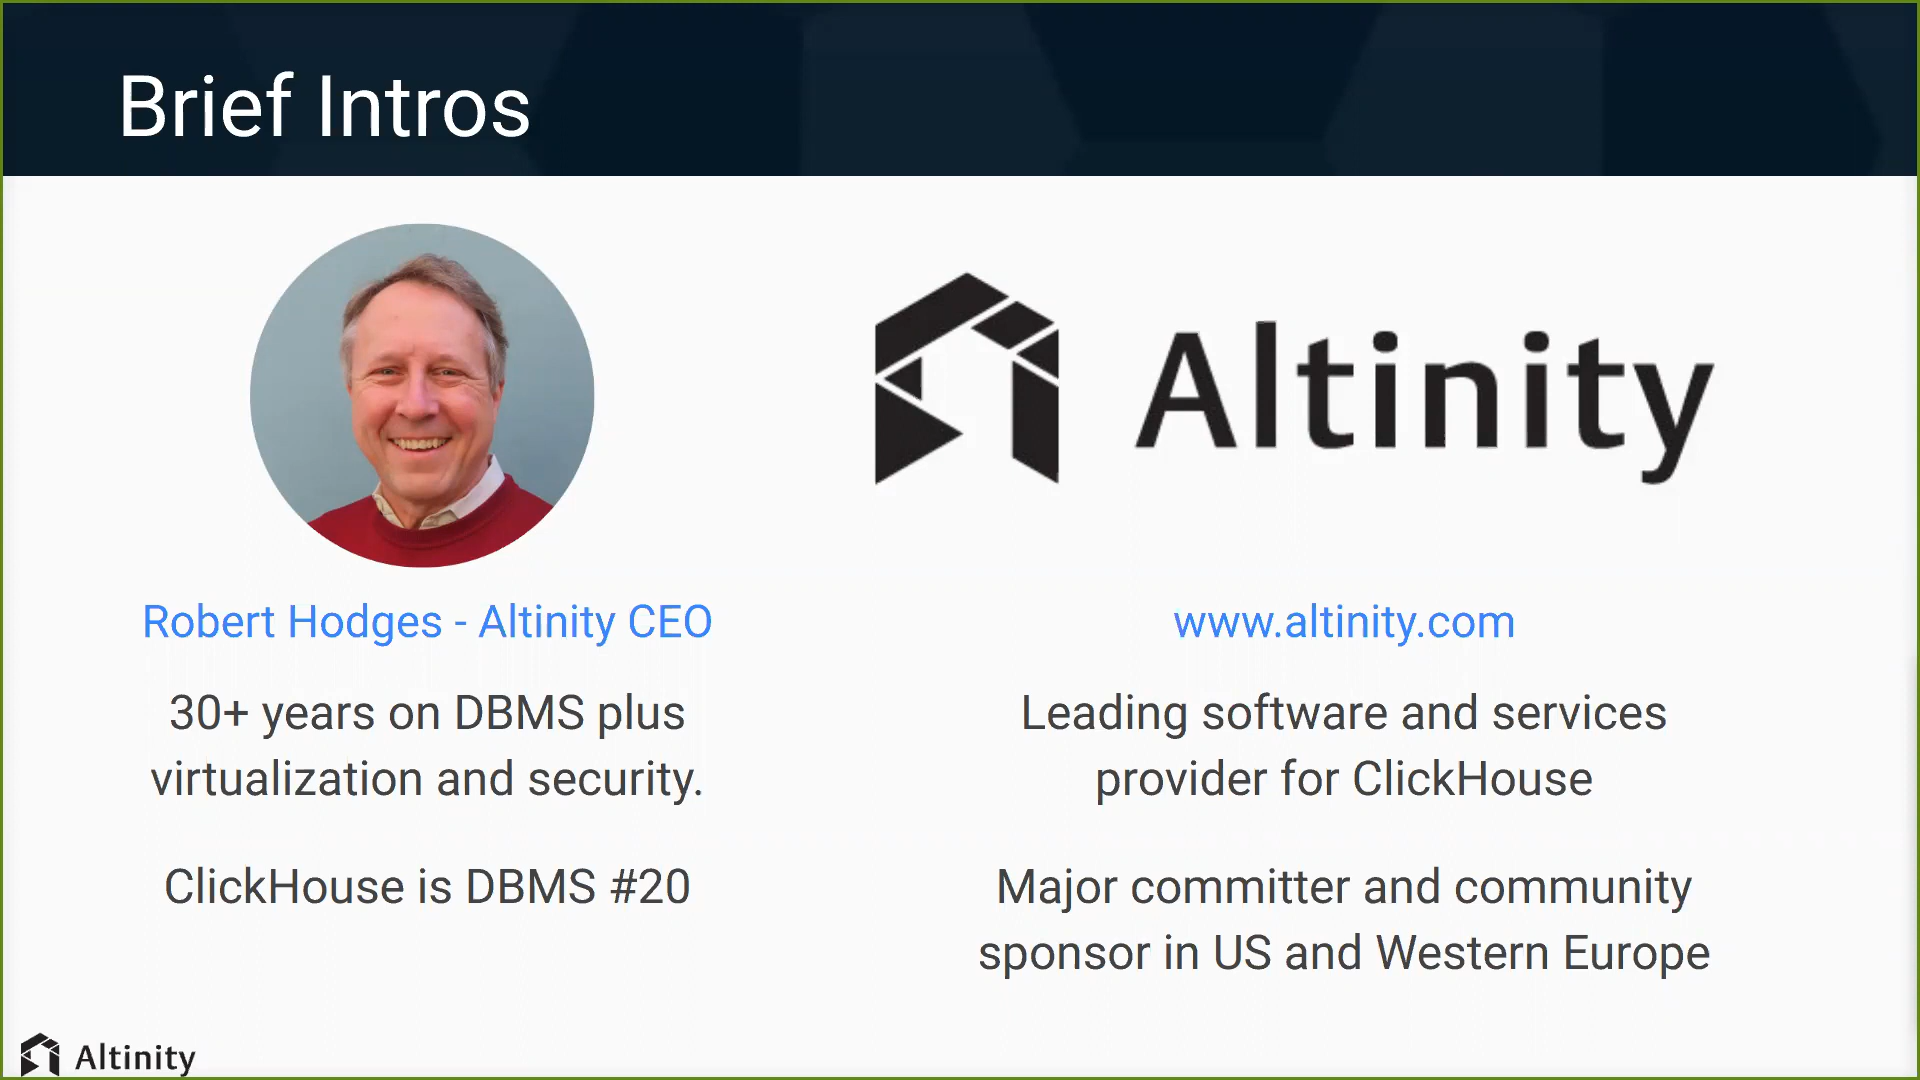 Brief Intros
Altinity
Robert Hodges - Altinity CEO
30+ years on DBMS plus
virtualization and security.
ClickHouse is DBMS #20
www.altinity.com
Leading software and services
provider for ClickHouse
Major committer and community
sponsor in US and Western Europe
Altinity